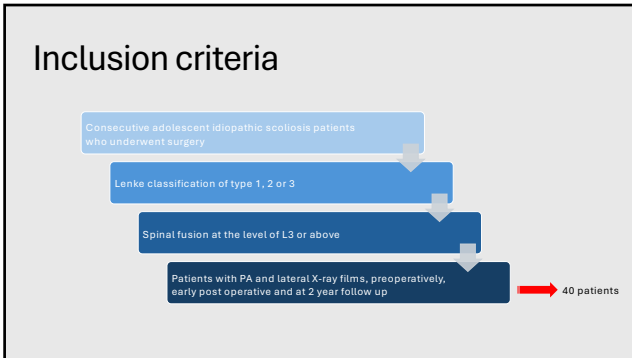 Inclusion criteria
Consecutive adolescent idiopathic scoliosis patients
who underwent surgery
Lenke classification of type 1, 2 or 3
Spinal fusion at the level of L3 or above
Patients with PA and lateral X-ray films, preoperatively,
early post operative and at 2 year follow up
40 patients